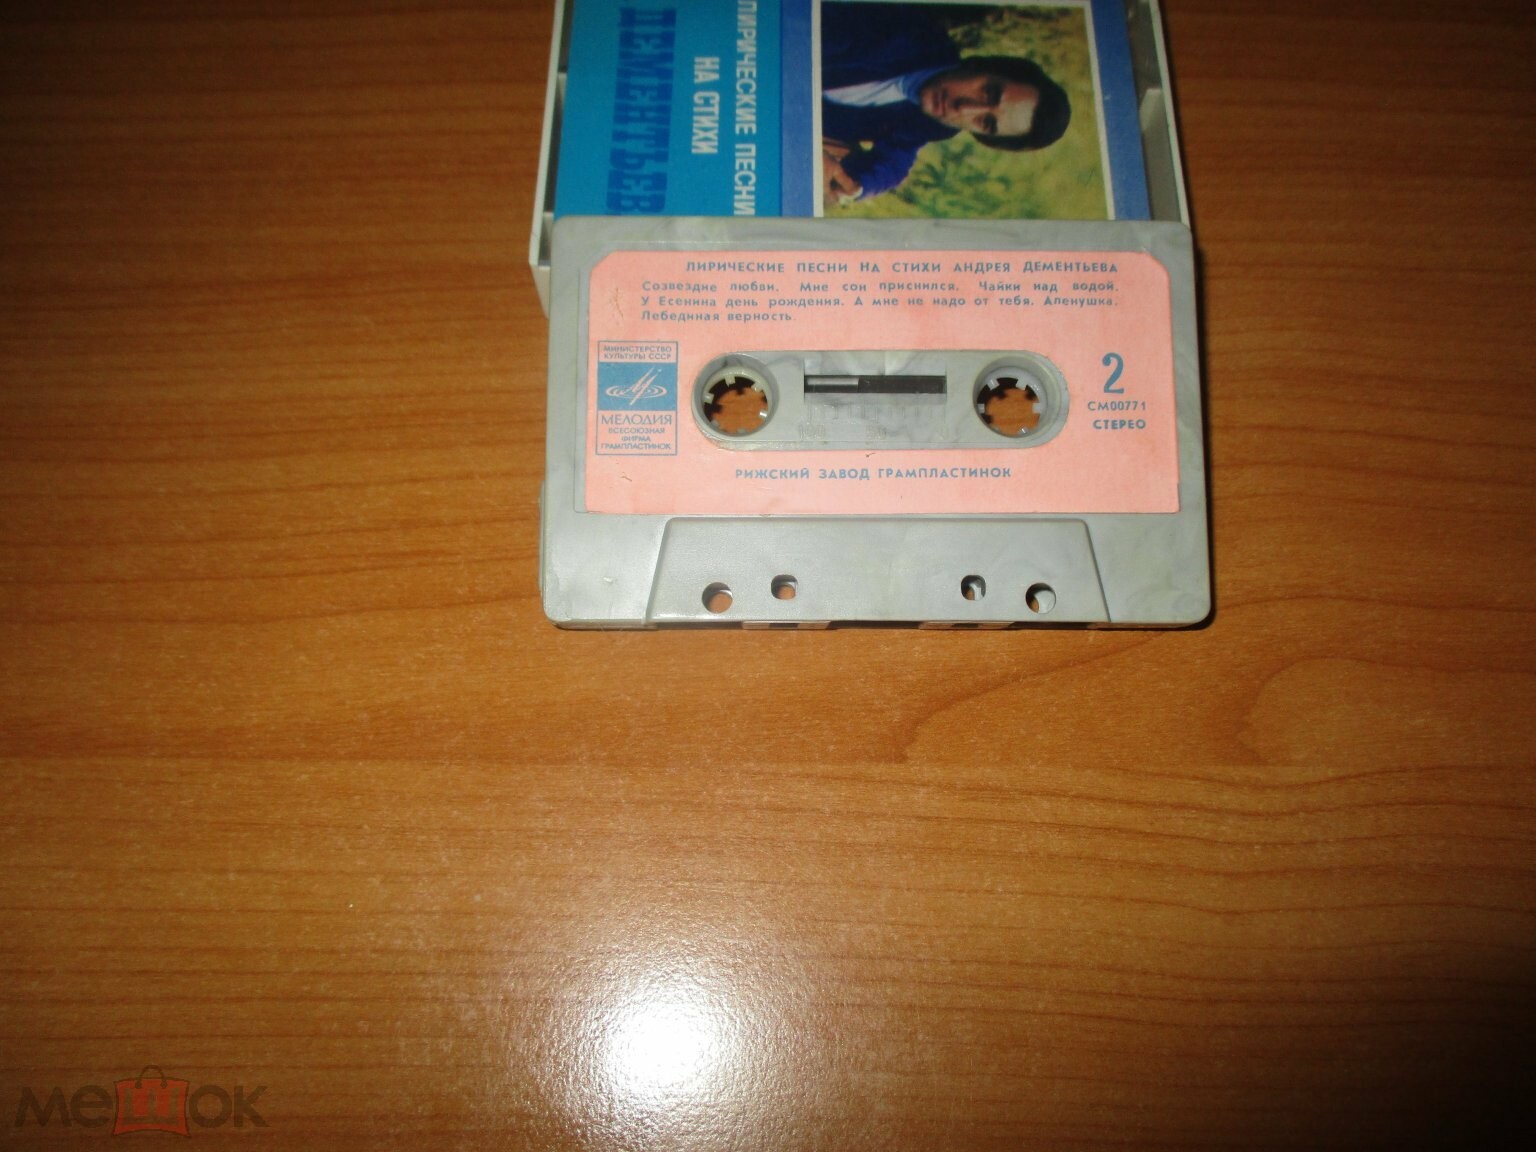 ЛИРИЧЕСКИЕ ПЕСНИ
НА СТИХИ
ДЕМЕНТЬЕВ
ЛИРИЧЕСКИЕ ПЕСНИ НА СТИХИ АНДРЕЯ ДЕМЕНТЬЕВА
Созвездие любви. Мне сон приснился. Чайки над водой.
У Есенина день рождения. А мне не надо от тебя. Аленушка.
Лебединая верность.
МИНИСТЕРСТВО
КУЛЬТУРЫ СССР
МЕЛОДИЯ
ВСЕСОЮЗНАЯ
ФИРМА
ГРАМПЛАСТИНОК
2
СМ00771
СТЕРЕО
РИЖСКИЙ ЗАВОД ГРАМПЛАСТИНОК
мешок